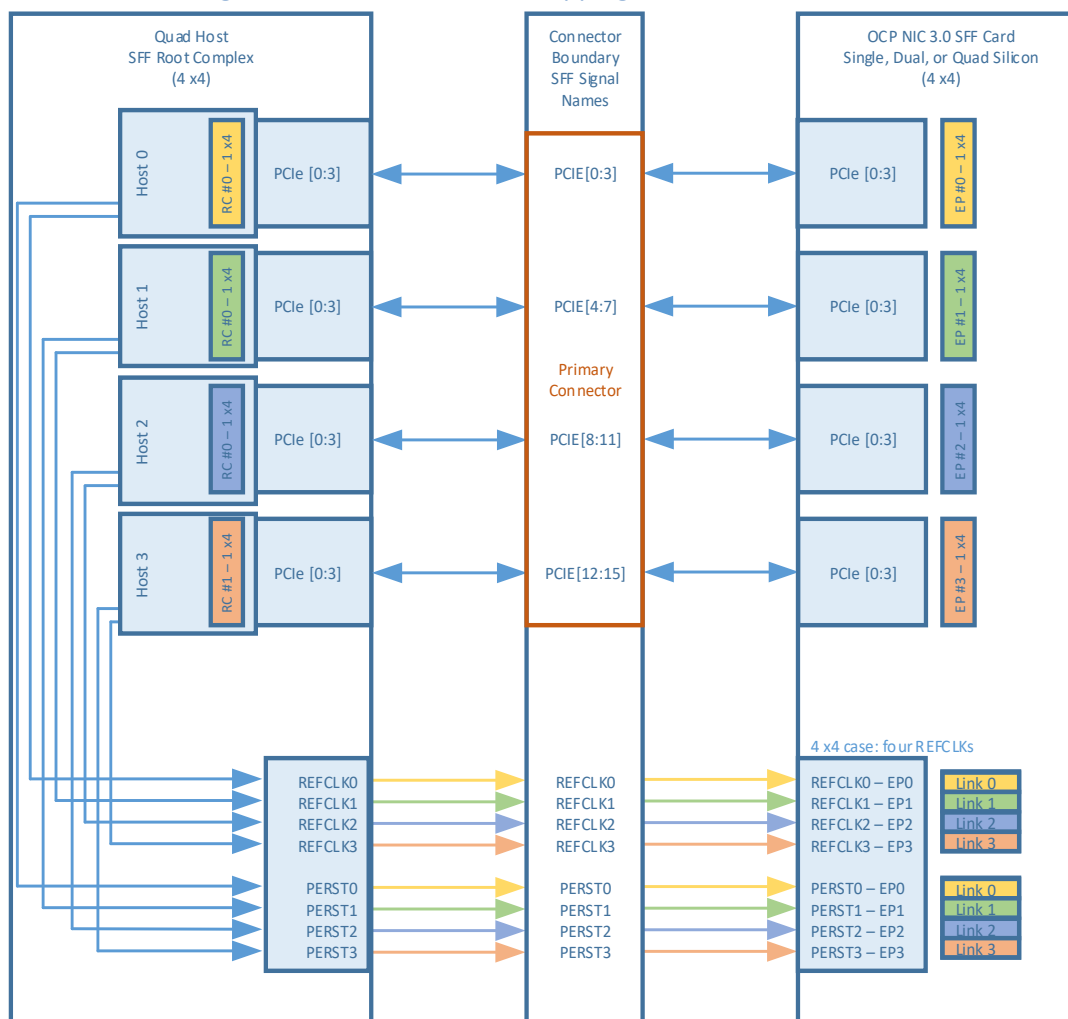 Quad Host
SFF Root Complex
(4 x4)
Connector
Boundary
SFF Signal
Names
OCP NIC 3.0 SFF Card
Single, Dual, or Quad Silicon
(4 x4)
Host 0
RC #0 – 1 x4
PCIe [0:3]
PCIE[0:3]
PCIe [0:3]
EP #0 – 1 x4
Host 1
RC #0 – 1 x4
PCIe [0:3]
PCIE[4:7]
PCIe [0:3]
EP #1 – 1 x4
Primary
Connector
Host 2
RC #0 – 1 x4
PCIe [0:3]
PCIE[8:11]
PCIe [0:3]
EP #2 – 1 x4
Host 3
RC #1 – 1 x4
PCIe [0:3]
PCIE[12:15]
PCIe [0:3]
EP #3 – 1 x4
4 x4 case: four REFCLKs
REFCLK0
REFCLK0
REFCLK0 – EP0
Link 0
REFCLK1
REFCLK1
REFCLK1 – EP1
Link 1
REFCLK2
REFCLK2
REFCLK2 – EP2
Link 2
REFCLK3
REFCLK3
REFCLK3 – EP3
Link 3
PERST0
PERST0
PERST0 – EP0
Link 0
PERST1
PERST1
PERST1 – EP1
Link 1
PERST2
PERST2
PERST2 – EP2
Link 2
PERST3
PERST3
PERST3 – EP3
Link 3